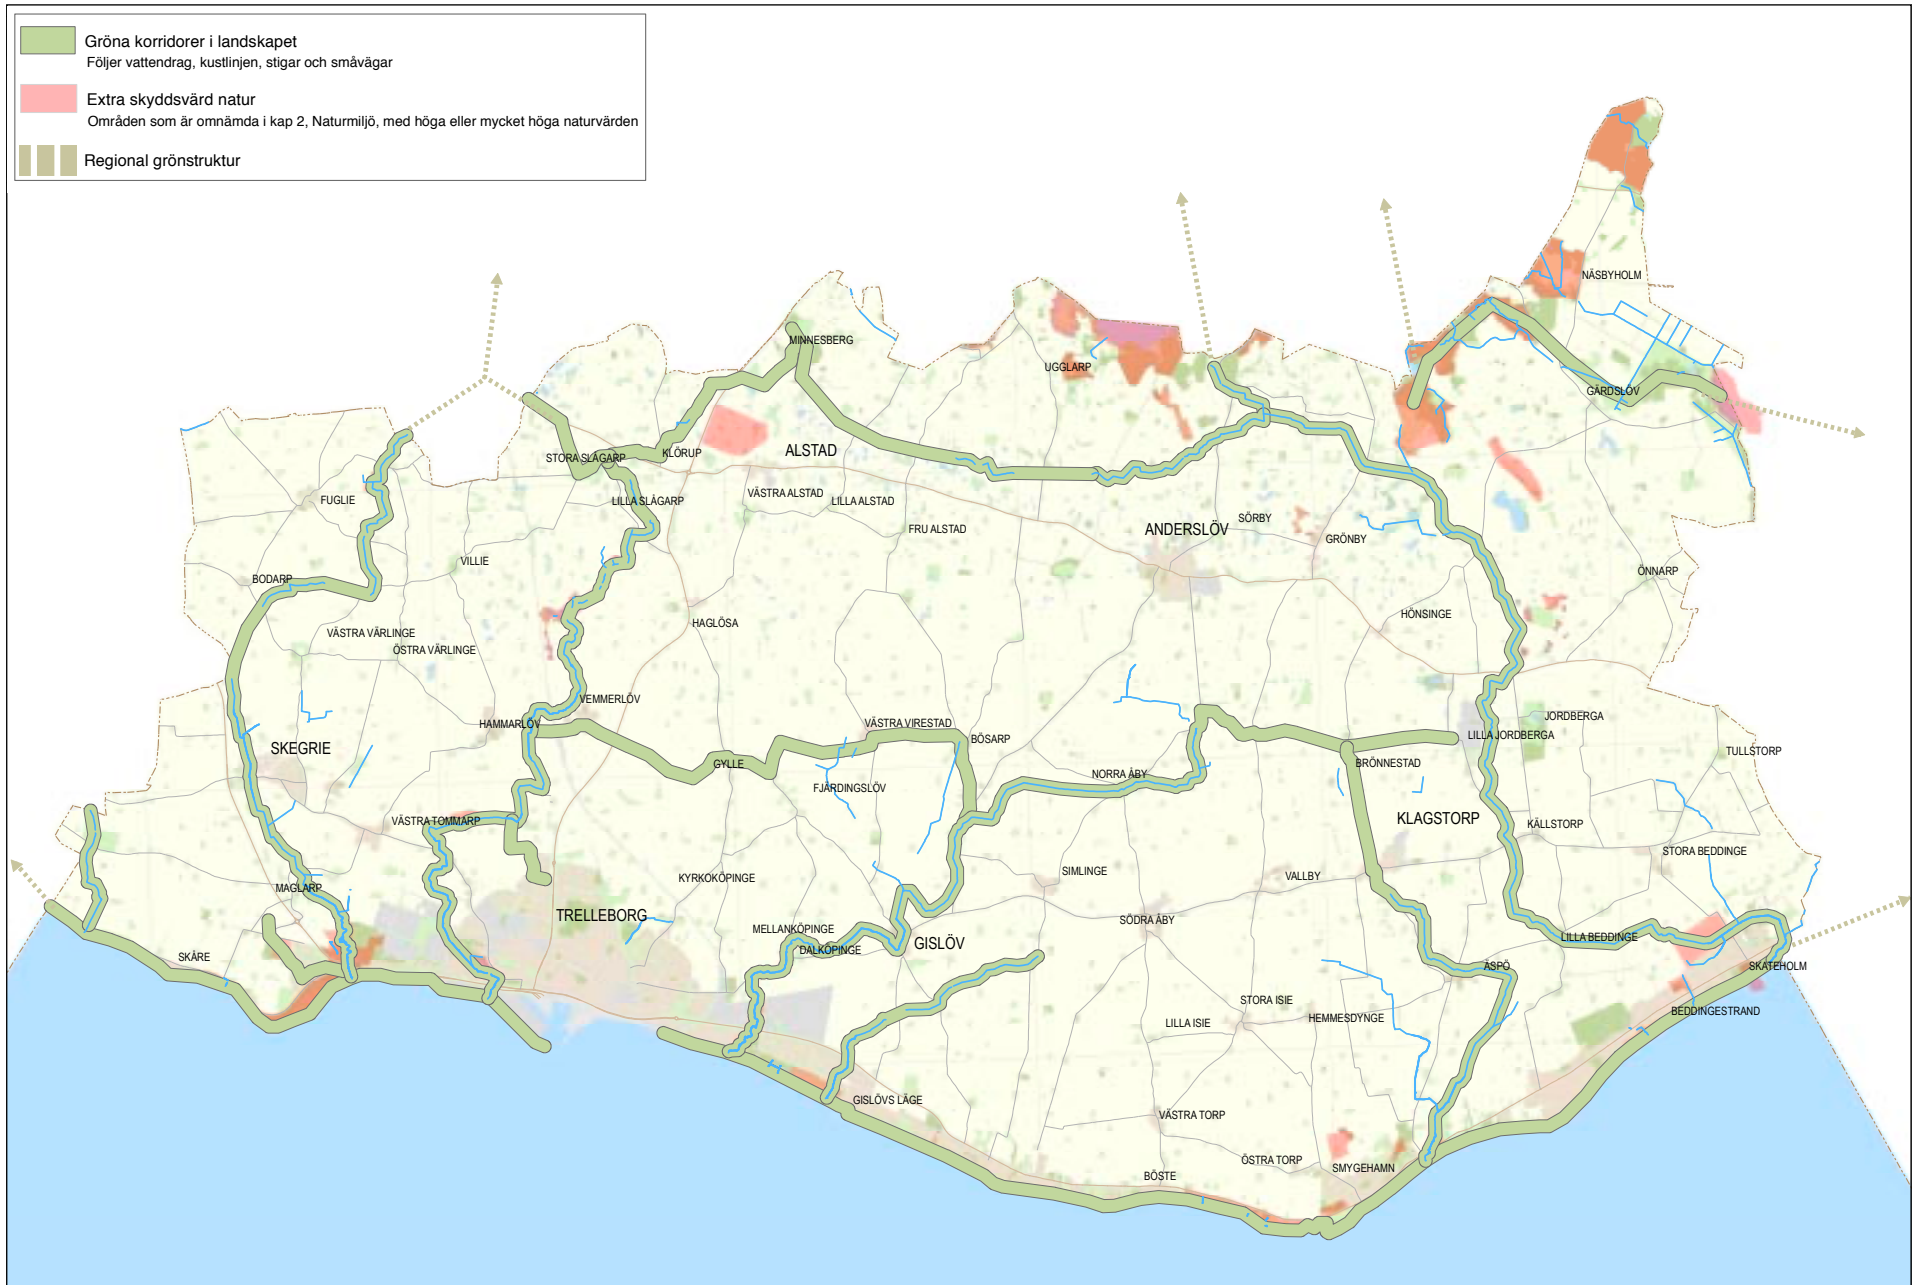 Gröna korridorer i landskapet
Följer vattendrag, kustlinjen, stigar och småvägar
Extra skyddsvärd natur
Områden som är omnämda i kap 2, Naturmiljö, med höga eller mycket höga naturvärden
Regional grönstruktur
NÄSBYHOLM
MINNESBERG
UGGLARP
GÄRDSLÖV
STORA SLÅGARP
KLÖRUP
ALSTAD
FUGLIE
LILLA SLÅGARP
VÄSTRA ALSTAD
LILLA ALSTAD
FRU ALSTAD
ANDERSLÖV
SÖRBY
GRÖNBY
VILLIE
BODARP
ÖNNARP
HAGLÖSA
HÖNSINGE
VÄSTRA VÄRLINGE
ÖSTRA VÄRLINGE
VEMMERLÖV
HAMMARLÖV
VÄSTRA VIRESTAD
BÖSARP
JORDBERGA
LILLA JORDBERGA
TULLSTORP
SKEGRIE
GYLLE
NORRA ÅBY
BRÖNNESTAD
FJÄRDINGSLÖV
VÄSTRA TOMMARP
KLAGSTORP
KÄLLSTORP
STORA BEDDINGE
MAGLARP
KYRKOKÖPINGE
SIMLINGE
VALLBY
TRELLEBORG
SÖDRA ÅBY
MELLANKÖPINGE
DALKÖPINGE
GISLÖV
LILLA BEDDINGE
SKÅRE
ÄSPÖ
SKATEHOLM
STORA ISIE
LILLA ISIE
HEMMESDYNGE
BEDDINGESTRAND
GISLÖVS LÄGE
VÄSTRA TORP
ÖSTRA TORP
SMYGEHAMN
BÖSTE